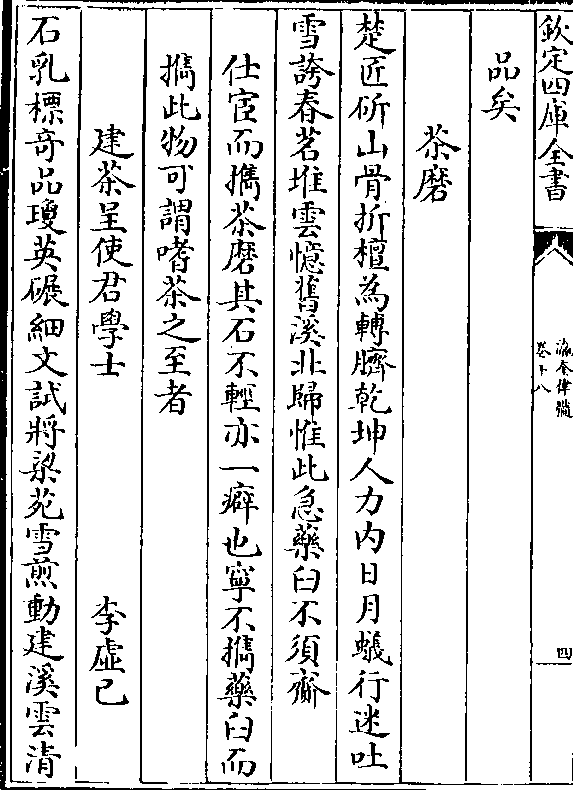 欽定四庫全書
瀛奎律髓
卷十八
四
品矣
茶磨
楚匠斫山骨折檀為轉臍乾坤人力内日月蟻行迷吐
雪誇春茗堆雲憶舊溪北歸惟此急藥臼不須齎
仕宦而攜茶磨其石不輕亦一癖也寧不攜藥臼而
攜此物可謂嗜茶之至者
建茶呈使君學士 李虛己
石乳標奇品瓊英碾細文試將梁苑雪煎動建溪雲清